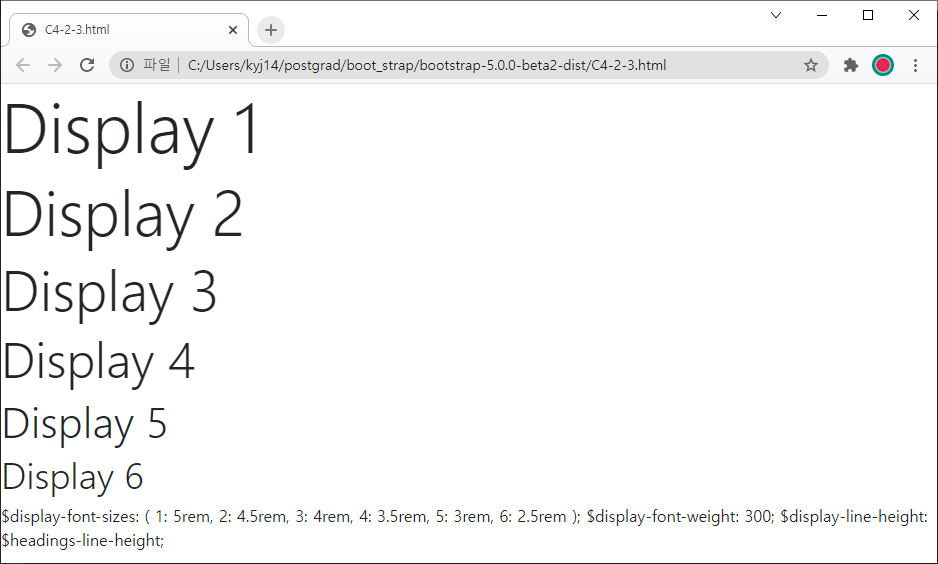 C4-2-3.html
파일 C:/Users/kyj14/postgrad/boot_strap/bootstrap-5.0.0-beta2-dist/C4-2-3.html
Display 1
Display 2
Display 3
Display 4
Display 5
Display 6
$display-font-sizes: ( 1: 5rem, 2: 4.5rem, 3: 4rem, 4: 3.5rem, 5: 3rem, 6: 2.5rem ); $display-font-weight: 300; $display-line-height:
$headings-line-height;